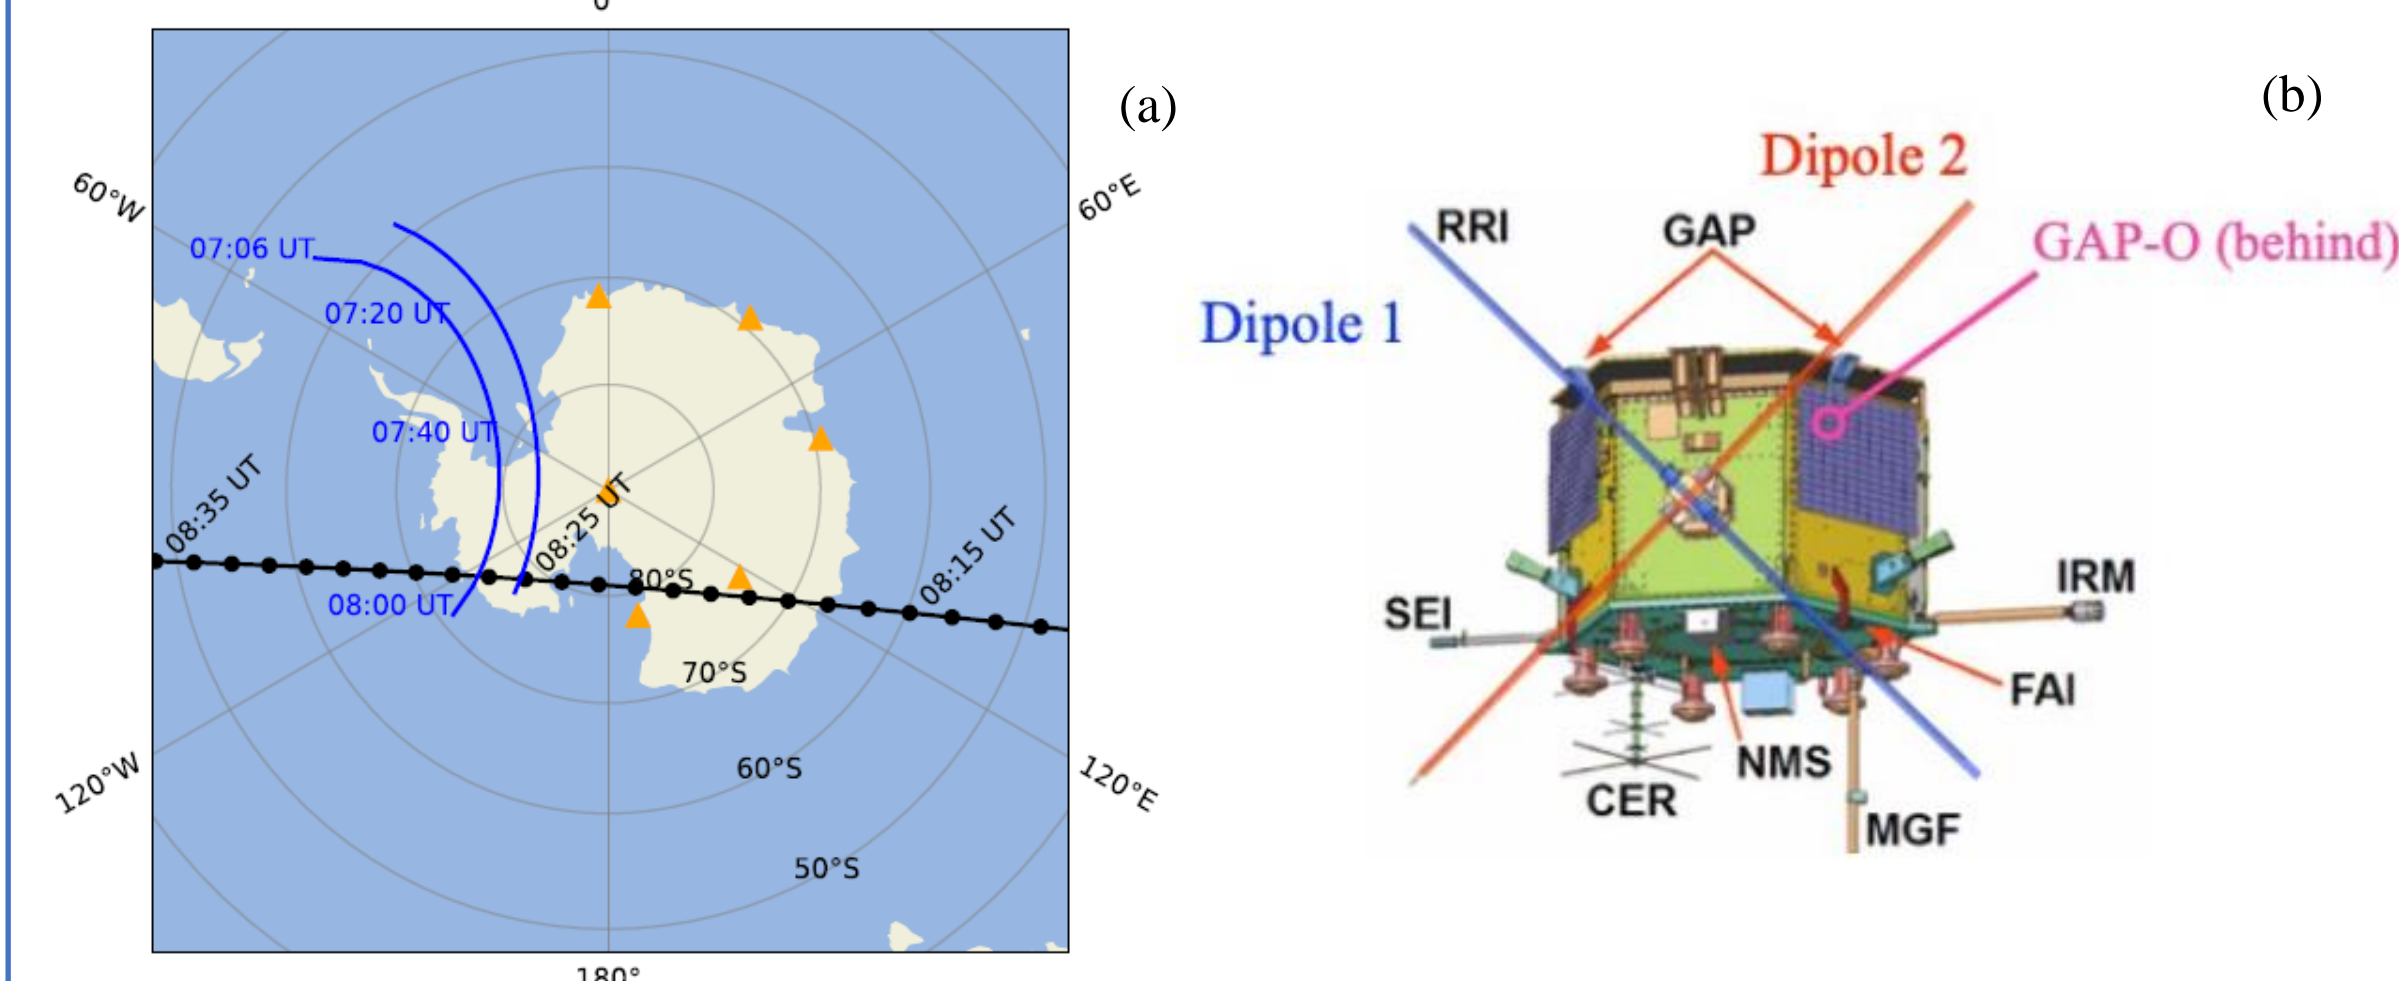 0°
(a)
(b)
60°W
60°E
07:06 UT
07:20 UT
07:40 UT
08:00 UT
08:35 UT
08:25 UT
08:15 UT
80°S
70°S
60°S
50°S
120°W
120°E
180°
Dipole 2
RRI
GAP
GAP-O (behind)
Dipole 1
SEI
IRM
FAI
NMS
CER
MGF